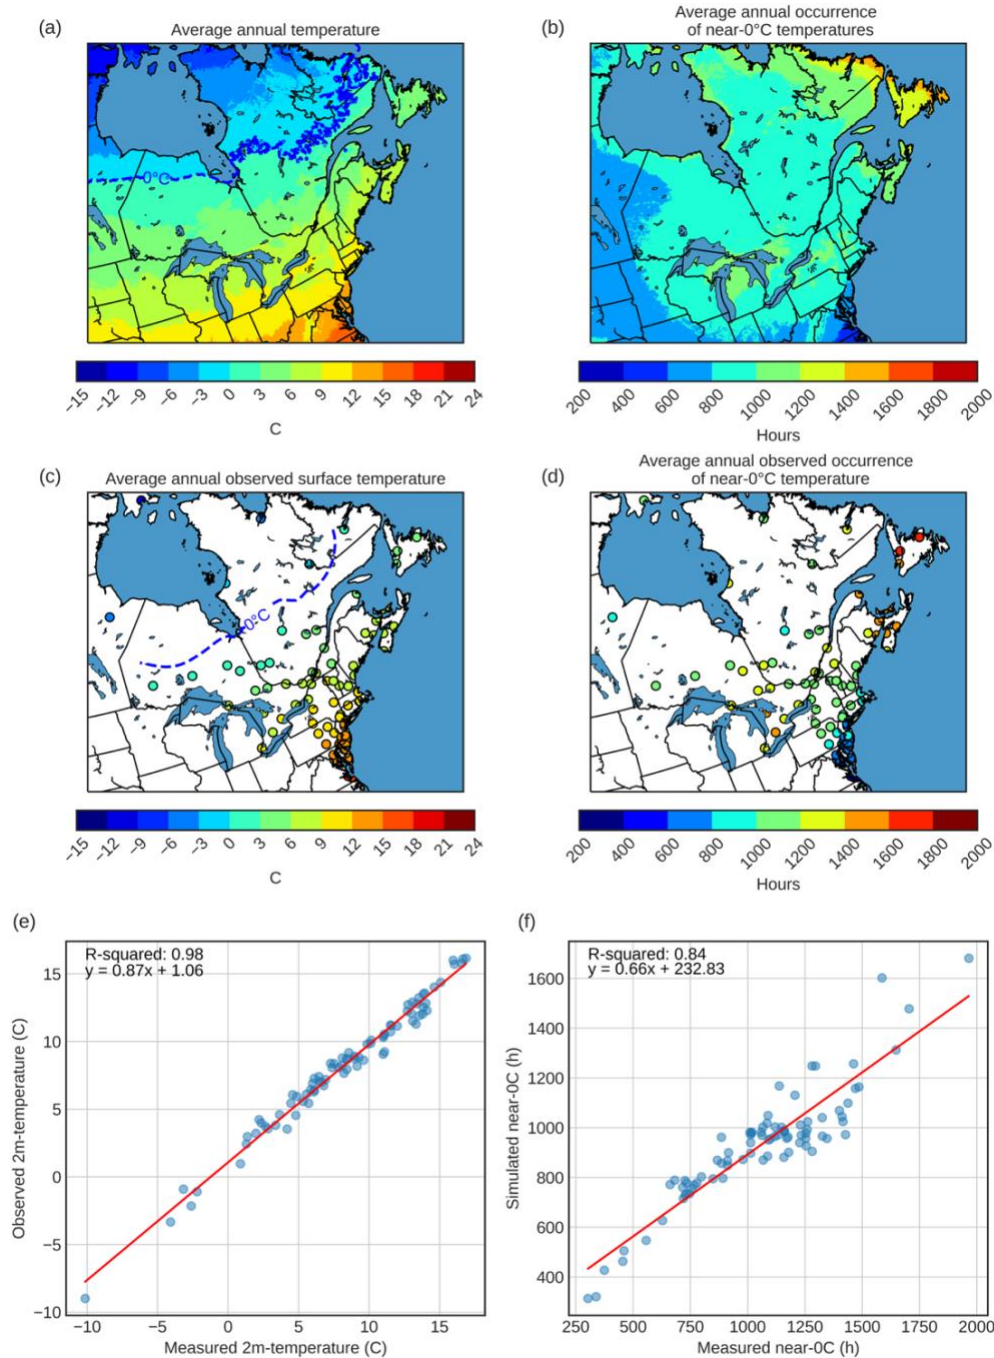 (a)
Average annual temperature
0°C
−15 −12 −9 −6 −3 0 3 6 9 12 15 18 21 24
C
(b)
Average annual occurrence
of near-0°C temperatures
200 400 600 800 1000 1200 1400 1600 1800 2000
Hours
(c)
Average annual observed surface temperature
0°C
−15 −12 −9 −6 −3 0 3 6 9 12 15 18 21 24
C
(d)
Average annual observed occurrence
of near-0°C temperature
200 400 600 800 1000 1200 1400 1600 1800 2000
Hours
(e)
R-squared: 0.98
y = 0.87x + 1.06
Observed 2m-temperature (C)
15
10
5
0
−5
−10
−10 −5 0 5 10 15
Measured 2m-temperature (C)
(f)
R-squared: 0.84
y = 0.66x + 232.83
Simulated near-0C (h)
1600
1400
1200
1000
800
600
400
250 500 750 1000 1250 1500 1750 2000
Measured near-0C (h)